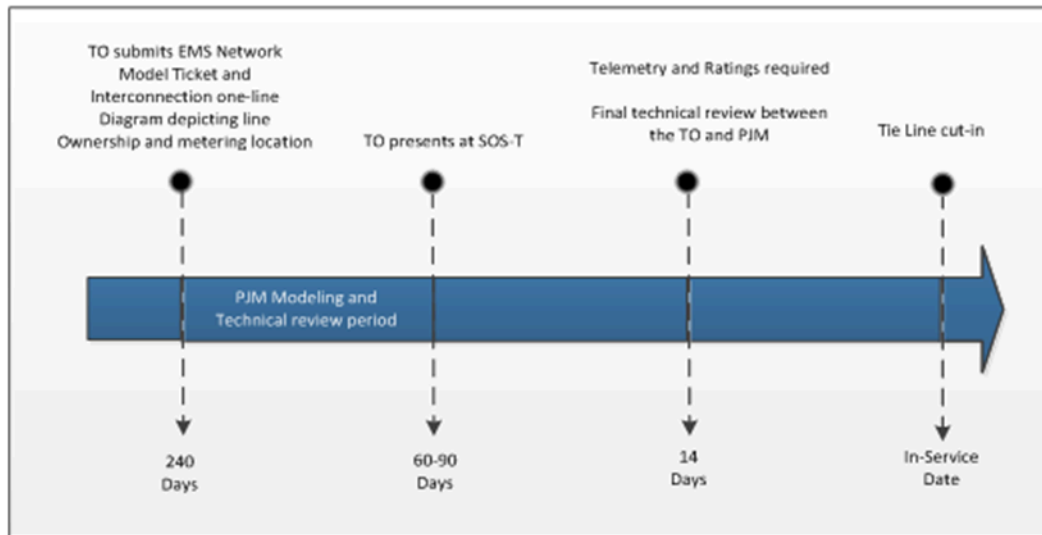 TO submits EMS Network
Model Ticket and
Interconnection one-line
Diagram depicting line
Ownership and metering location
TO presents at SOS-T
Telemetry and Ratings required
Final technical review between
the TO and PJM
Tie Line cut-in
PJM Modeling and
Technical review period
240
Days
60-90
Days
14
Days
In-Service
Date